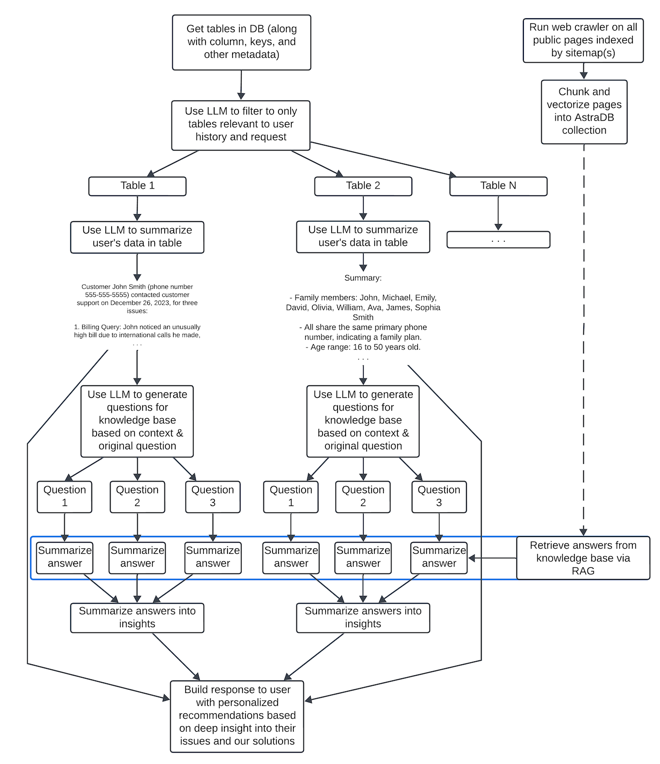 Get tables in DB (along
with column, keys, and
other metadata)
Run web crawler on all
public pages indexed
by sitemap(s)
Chunk and
vectorize pages
into AstraDB
collection
Use LLM to filter to only
tables relevant to user
history and request
Table 1
Table 2
Table N
Use LLM to summarize
user's data in table
Use LLM to summarize
user's data in table
. . .
Customer John Smith (phone number
555-555-5555) contacted customer
support on December 26, 2023, for three
issues:
1. Billing Query: John noticed an unusually
high bill due to international calls he made,
. . .
Summary:
- Family members: John, Michael, Emily,
David, Olivia, William, Ava, James, Sophia
Smith
- All share the same primary phone
number, indicating a family plan.
- Age range: 16 to 50 years old.
. . .
Use LLM to generate
questions for
knowledge base
based on context &
original question
Use LLM to generate
questions for
knowledge base
based on context &
original question
Question
1
Question
2
Question
3
Question
1
Question
2
Question
3
Summarize
answer
Summarize
answer
Summarize
answer
Summarize
answer
Summarize
answer
Summarize
answer
Retrieve answers from
knowledge base via
RAG
Summarize answers into
insights
Summarize answers into
insights
Build response to user
with personalized
recommendations based
on deep insight into their
issues and our solutions